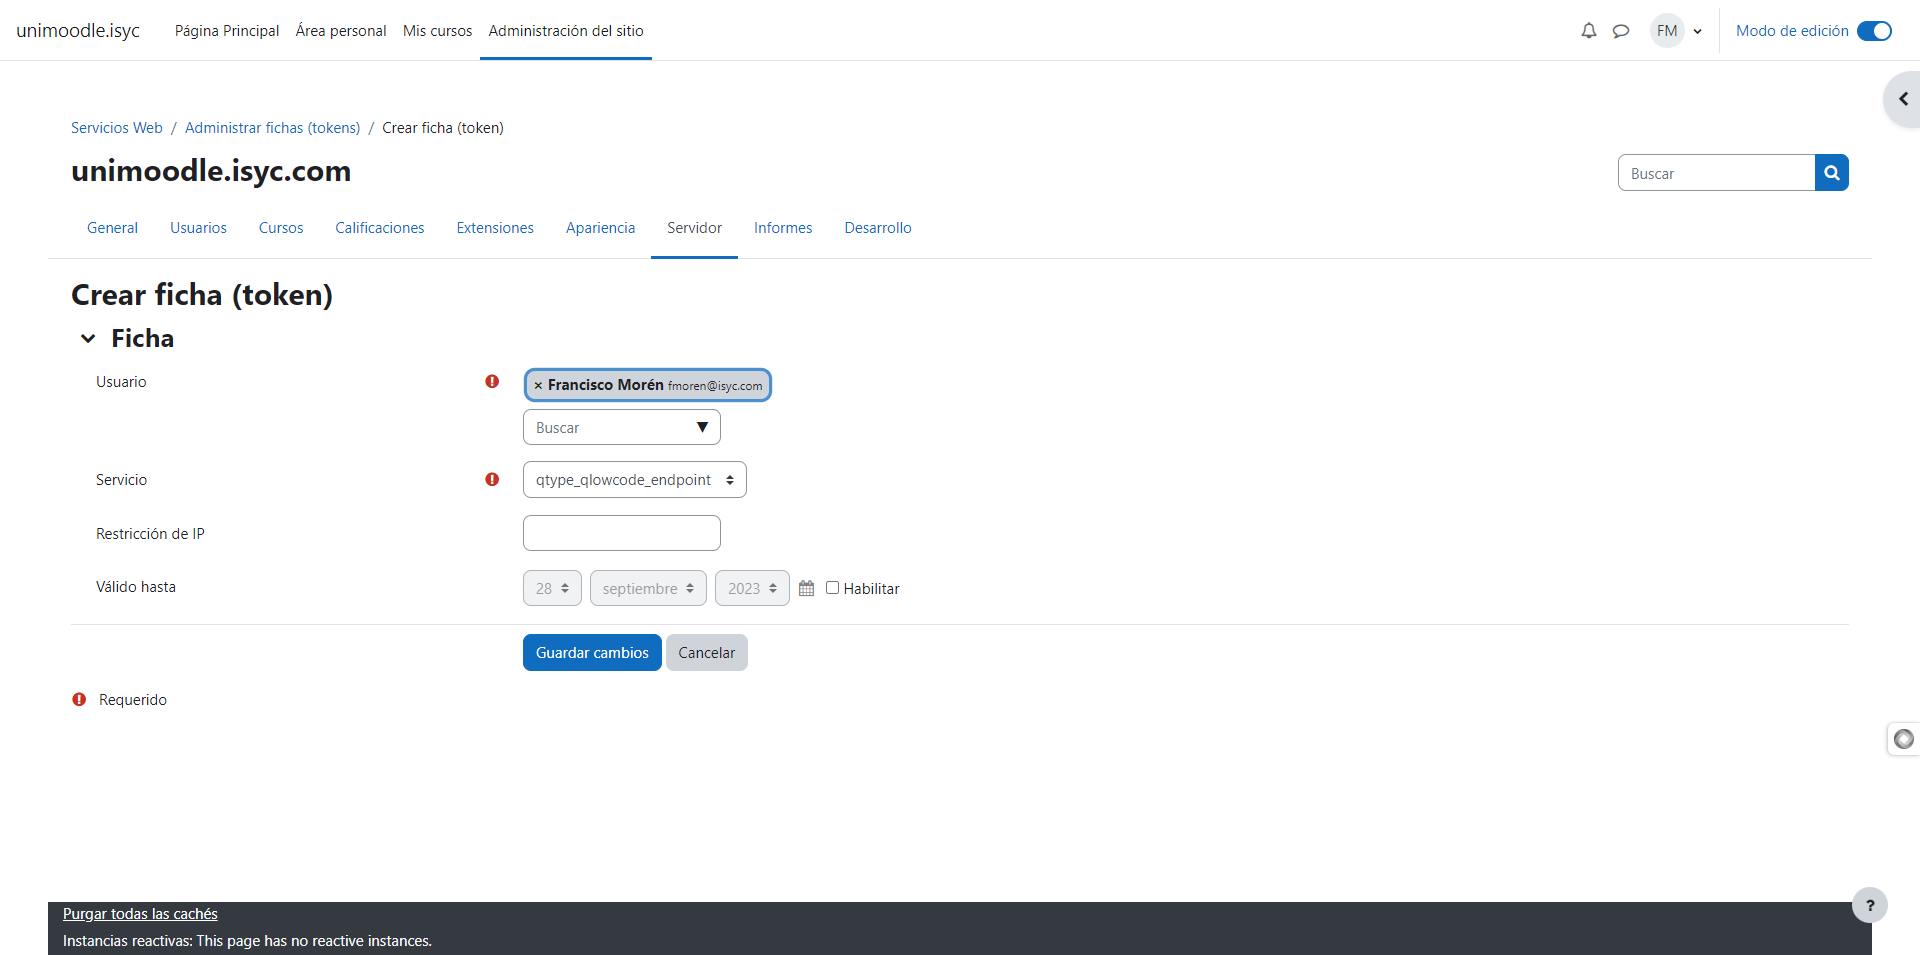 unimoodle.isyc
Página Principal Área personal Mis cursos Administración del sitio
FM
Modo de edición
Servicios Web / Administrar fichas (tokens) / Crear ficha (token)
unimoodle.isyc.com
Buscar
General Usuarios Cursos Calificaciones Extensiones Apariencia Servidor Informes Desarrollo
Crear ficha (token)
Ficha
Usuario
× Francisco Morén fmoren@isyc.com
Buscar ▼
Servicio
qtype_qlowcode_endpoint
Restricción de IP
Válido hasta
28 septiembre 2023 Habilitar
Guardar cambios Cancelar
Requerido
Purgar todas las cachés
?
Instancias reactivas: This page has no reactive instances.